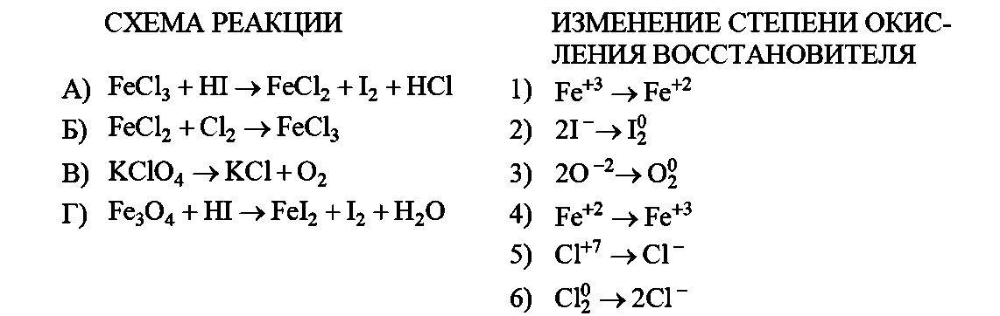 СХЕМА РЕАКЦИИ
А) FeCl₃ + HI → FeCl₂ + I₂ + HCl
Б) FeCl₂ + Cl₂ → FeCl₃
В) KClO₄ → KCl + O₂
Г) Fe₃O₄ + HI → FeI₂ + I₂ + H₂O
ИЗМЕНЕНИЕ СТЕПЕНИ ОКИС-
ЛЕНИЯ ВОССТАНОВИТЕЛЯ
1) Fe⁺³ → Fe⁺²
2) 2I⁻ → I₂⁰
3) 2O⁻² → O₂⁰
4) Fe⁺² → Fe⁺³
5) Cl⁺⁷ → Cl⁻
6) Cl₂⁰ → 2Cl⁻